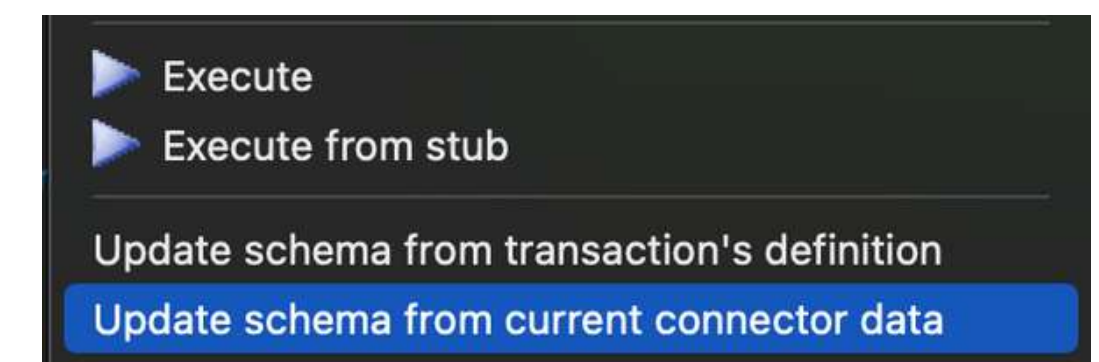 Execute
Execute from stub
Update schema from transaction's definition
Update schema from current connector data